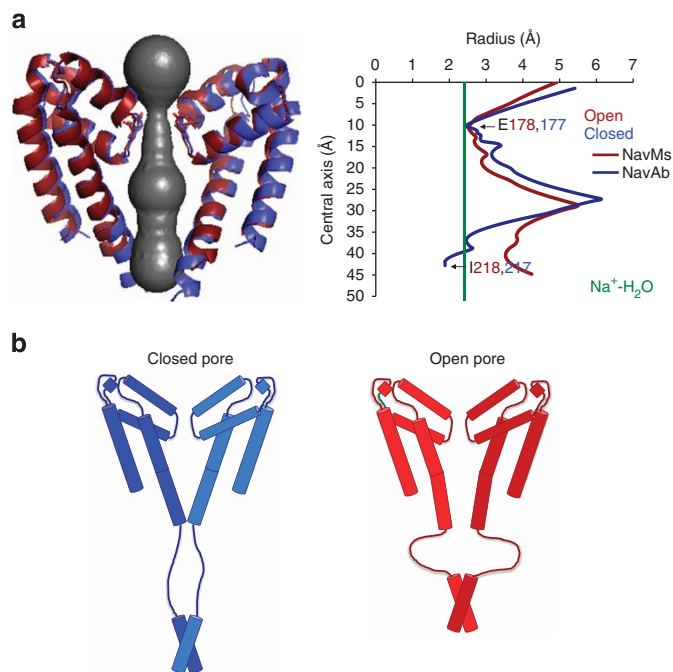 a
Radius (Å)
0 1 2 3 4 5 6 7
Central axis (Å)
0
5
10
15
20
25
30
35
40
45
50
E178,177
Open
Closed
NavMs
NavAb
I218,217
Na⁺-H₂O
b
Closed pore
Open pore